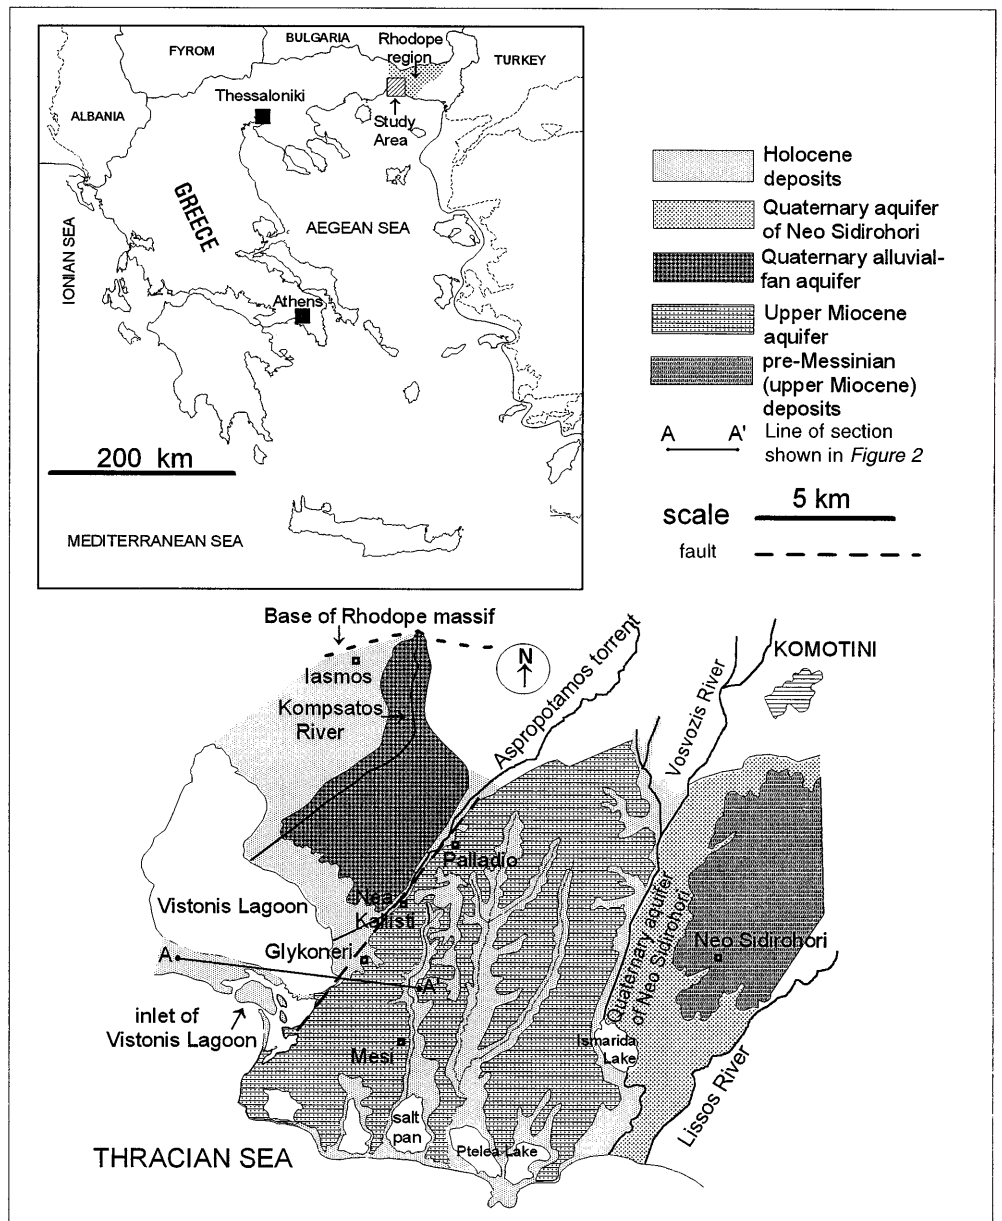 BULGARIA
Rhodope
region
FYROM
TURKEY
Thessaloniki
ALBANIA
Study
Area
GREECE
IONIAN SEA
AEGEAN SEA
Athens
200 km
MEDITERRANEAN SEA
Holocene
deposits
Quaternary aquifer
of Neo Sidirohori
Quaternary alluvial-
fan aquifer
Upper Miocene
aquifer
pre-Messinian
(upper Miocene)
deposits
A A' Line of section
shown in Figure 2
scale 5 km
fault
Base of Rhodope massif
N
Iasmos
Kompsatos
River
Aspropotamos torrent
Vosvozis River
KOMOTINI
Palladio
Vistonis Lagoon
Nea
Kallisti
Glykoneri
A
A'
Quaternary aquifer
of Neo Sidirohori
Neo Sidirohori
inlet of
Vistonis Lagoon
Mesi
Ismarida
Lake
Lissos River
salt
pan
Ptelea Lake
THRACIAN SEA